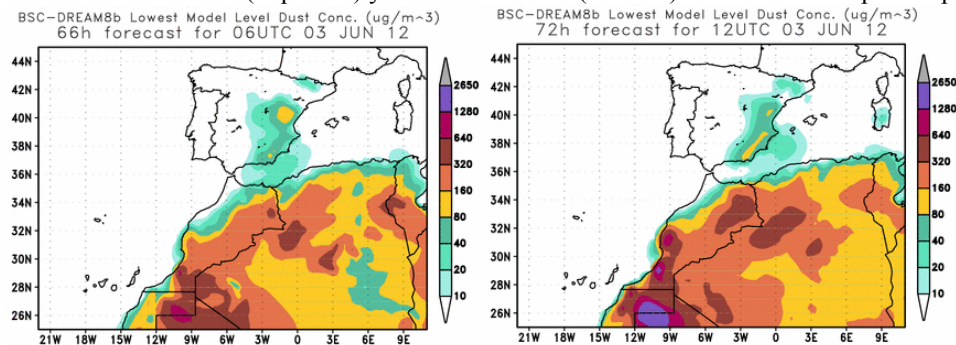 BSC-DREAM8b Lowest Model Level Dust Conc. (ug/m^3)
66h forecast for 06UTC 03 JUN 12
44N
42N
40N
38N
36N
34N
32N
30N
28N
26N
21W 18W 15W 12W 9W 6W 3W 0 3E 6E 9E
2650
1280
640
320
160
80
40
20
10
BSC-DREAM8b Lowest Model Level Dust Conc. (ug/m^3)
72h forecast for 12UTC 03 JUN 12
44N
42N
40N
38N
36N
34N
32N
30N
28N
26N
21W 18W 15W 12W 9W 6W 3W 0 3E 6E 9E
2650
1280
640
320
160
80
40
20
10